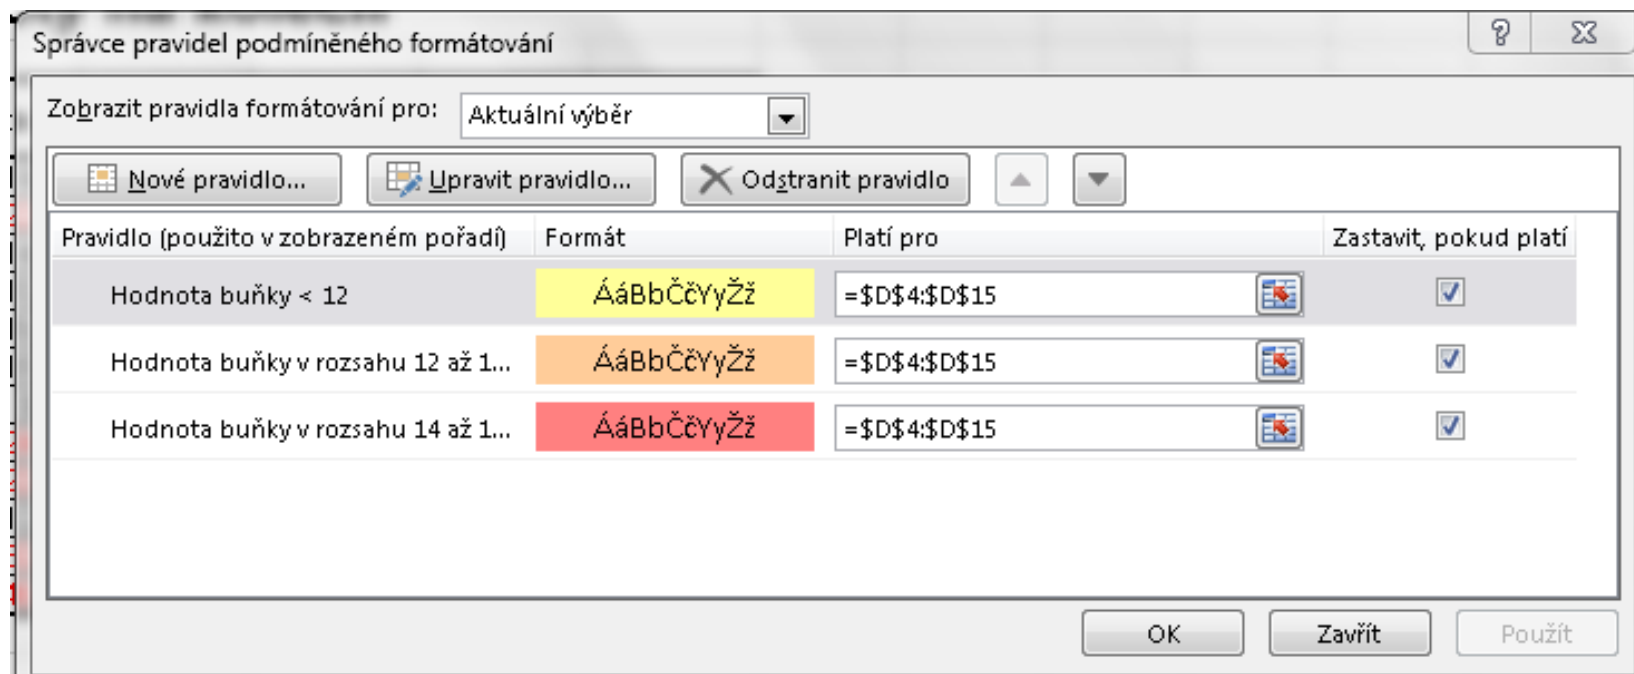 Správce pravidel podmíněného formátování
Zobrazit pravidla formátování pro: Aktuální výběr
Nové pravidlo... Upravit pravidlo... Odstranit pravidlo
Pravidlo (použito v zobrazeném pořadí) Formát Platí pro Zastavit, pokud platí
Hodnota buňky < 12 ÁáBbČčYyŽž =$D$4:$D$15
Hodnota buňky v rozsahu 12 až 1... ÁáBbČčYyŽž =$D$4:$D$15
Hodnota buňky v rozsahu 14 až 1... ÁáBbČčYyŽž =$D$4:$D$15
OK Zavřít Použít